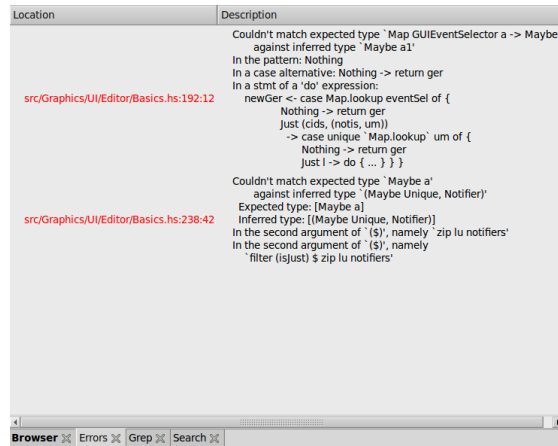 Location Description
Couldn't match expected type `Map GUIEventSelector a -> Maybe
against inferred type `Maybe a1'
In the pattern: Nothing
In a case alternative: Nothing -> return ger
In a stmt of a 'do' expression:
src/Graphics/UI/Editor/Basics.hs:192:12 newGer <- case Map.lookup eventSel of {
Nothing -> return ger
Just (cids, (notis, um))
-> case unique `Map.lookup` um of {
Nothing -> return ger
Just l -> do { ... } } }
Couldn't match expected type `Maybe a'
against inferred type `(Maybe Unique, Notifier)'
Expected type: [Maybe a]
src/Graphics/UI/Editor/Basics.hs:238:42 Inferred type: [(Maybe Unique, Notifier)]
In the second argument of `($)', namely `zip lu notifiers'
In the second argument of `($)', namely
`filter (isJust) $ zip lu notifiers'
Browser Errors Grep Search